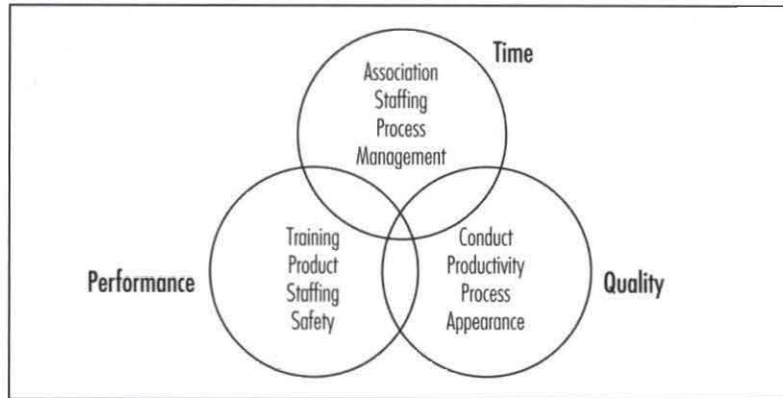 Time
Association
Staffing
Process
Management
Performance
Training
Product
Staffing
Safety
Conduct
Productivity
Process
Appearance
Quality